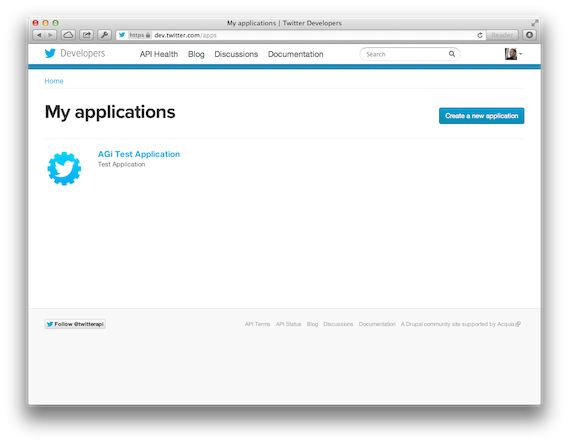 My applications | Twitter Developers
https dev.twitter.com/apps
Reader
Developers API Health Blog Discussions Documentation Search
Home
My applications
Create a new application
AGi Test Application
Test Application
Follow @twitterapi API Terms API Status Blog Discussions Documentation A Drupal community site supported by Acquia